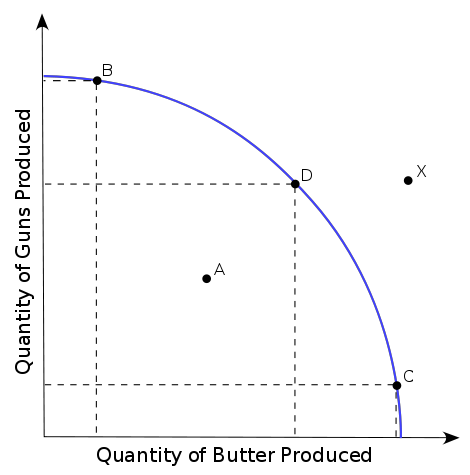 B
D
X
A
C
Quantity of Guns Produced
Quantity of Butter Produced